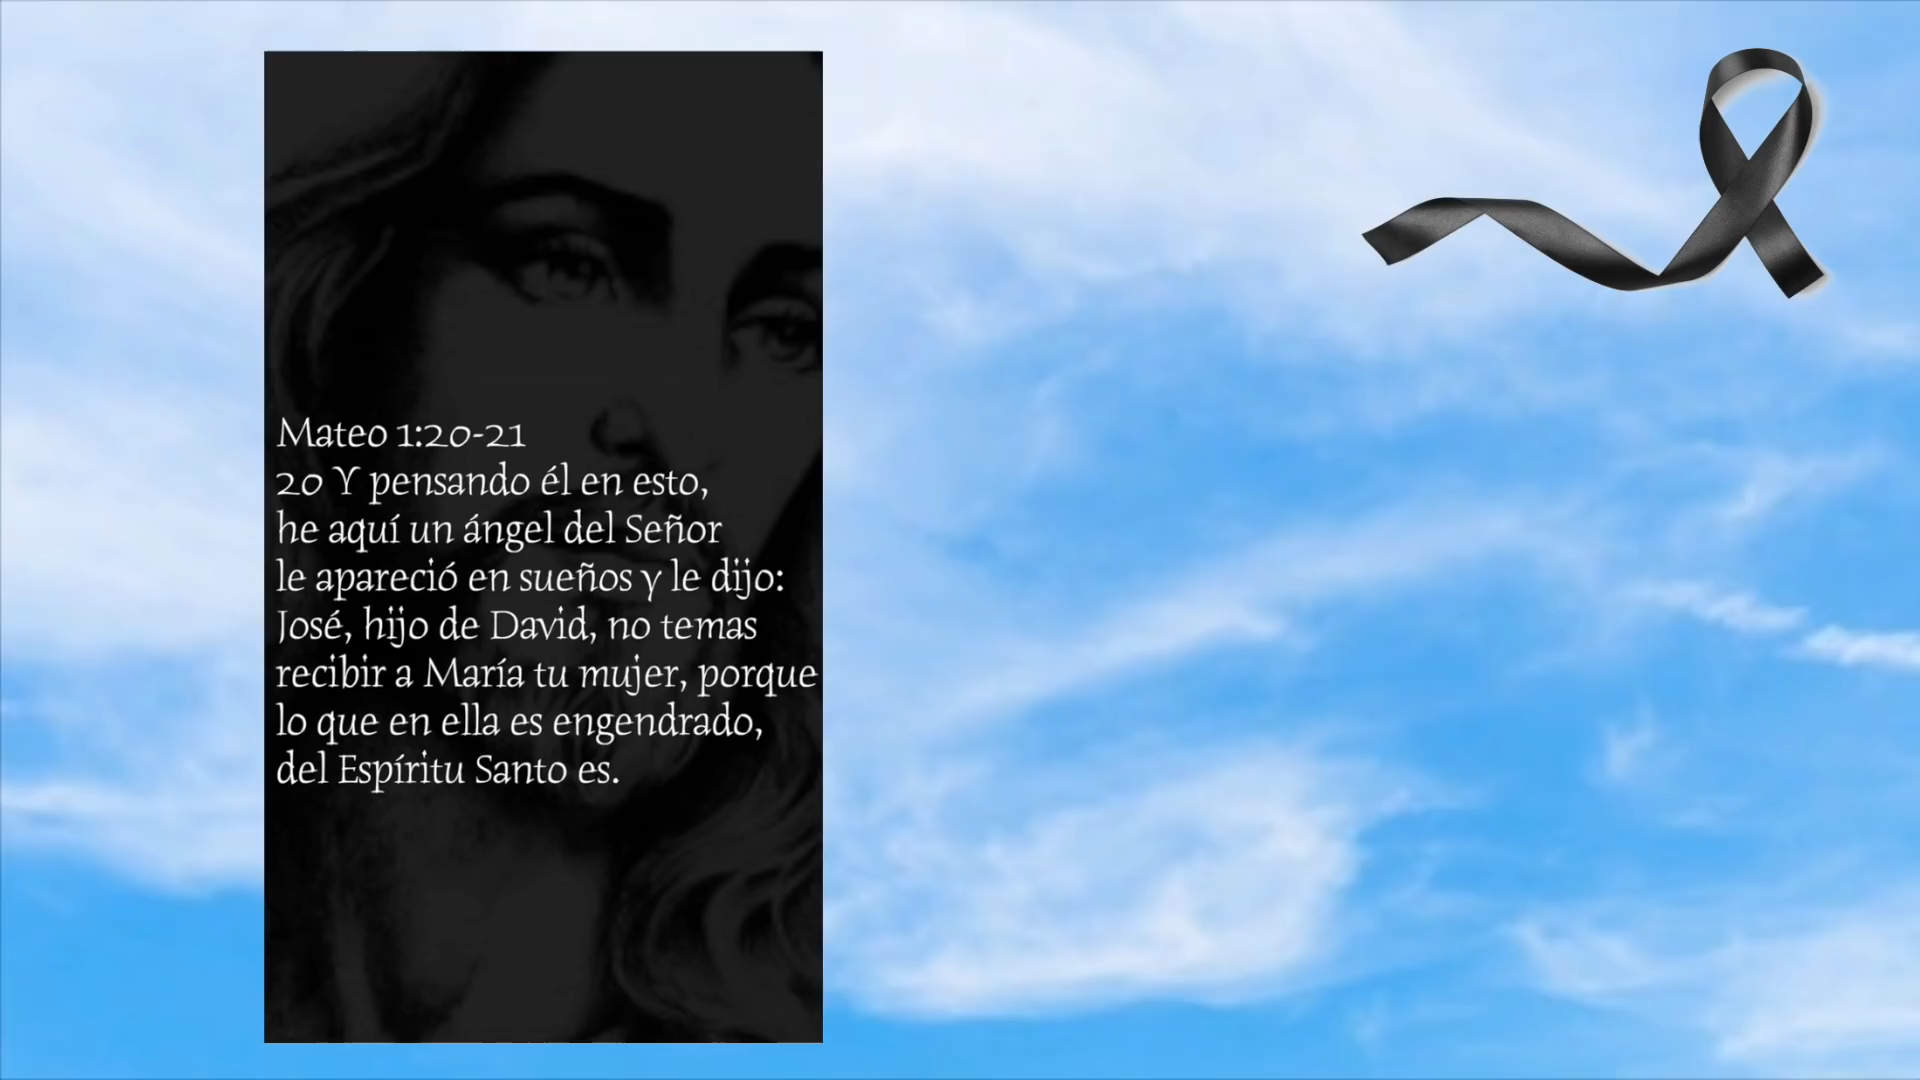 Mateo 1:20-21
20 Y pensando él en esto,
he aquí un ángel del Señor
le apareció en sueños y le dijo:
José, hijo de David, no temas
recibir a María tu mujer, porque
lo que en ella es engendrado,
del Espíritu Santo es.